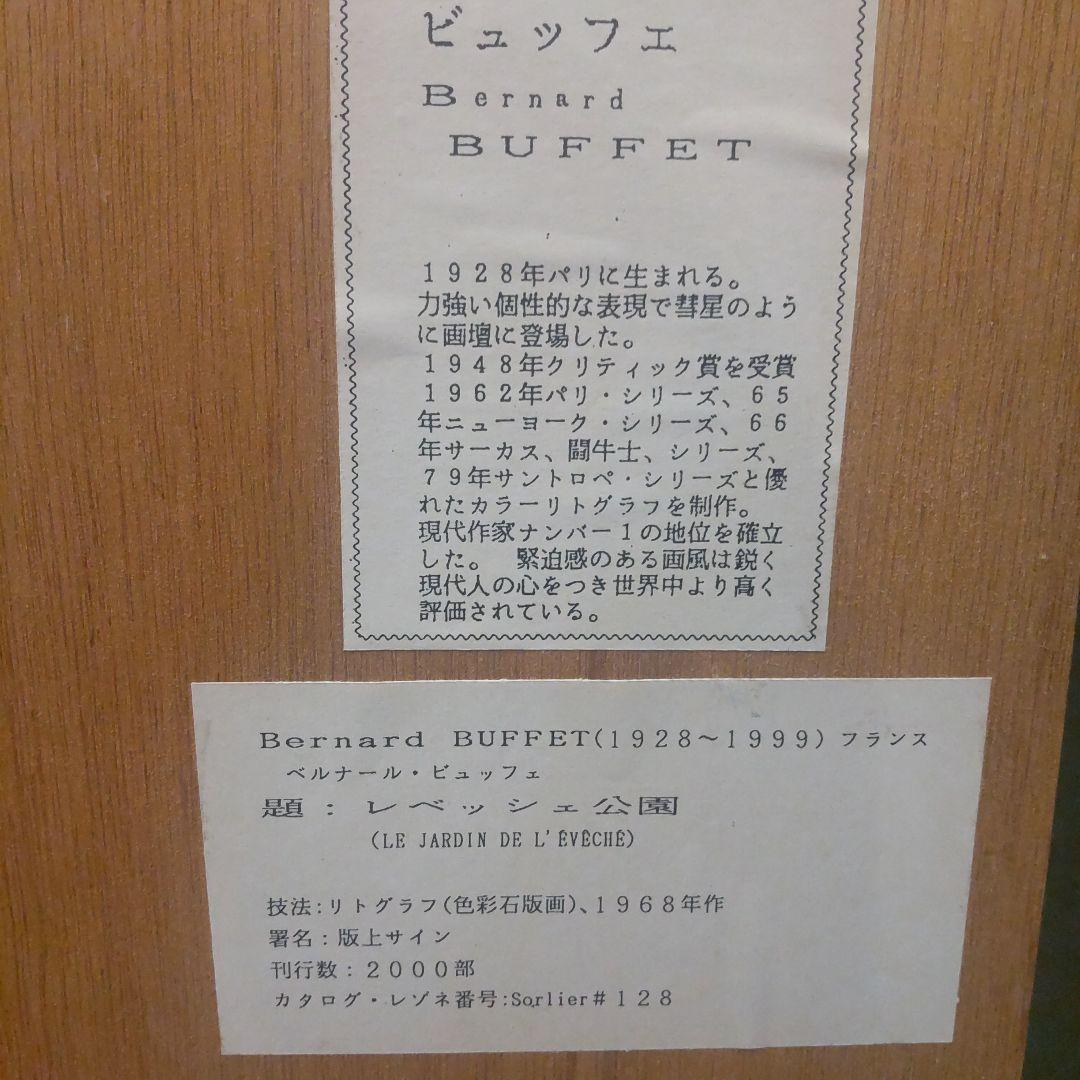 ビュッフェ
Bernard
BUFFET
1928年パリに生まれる。
力強い個性的な表現で彗星のよう
に画壇に登場した。
1948年クリティック賞を受賞
1962年パリ・シリーズ、65
年ニューヨーク・シリーズ、66
年サーカス、闘牛士、シリーズ、
79年サントロペ・シリーズと優
れたカラーリトグラフを制作。
現代作家ナンバー1の地位を確立
した。 緊迫感のある画風は鋭く
現代人の心をつき世界中より高く
評価されている。
Bernard BUFFET(1928～1999) フランス
ベルナール・ビュッフェ
題：レベッシェ公園
(LE JARDIN DE L'ÉVÊCHÉ)
技法:リトグラフ(色彩石版画)、1968年作
署名：版上サイン
刊行数：2000部
カタログ・レゾネ番号:Sorlier#128